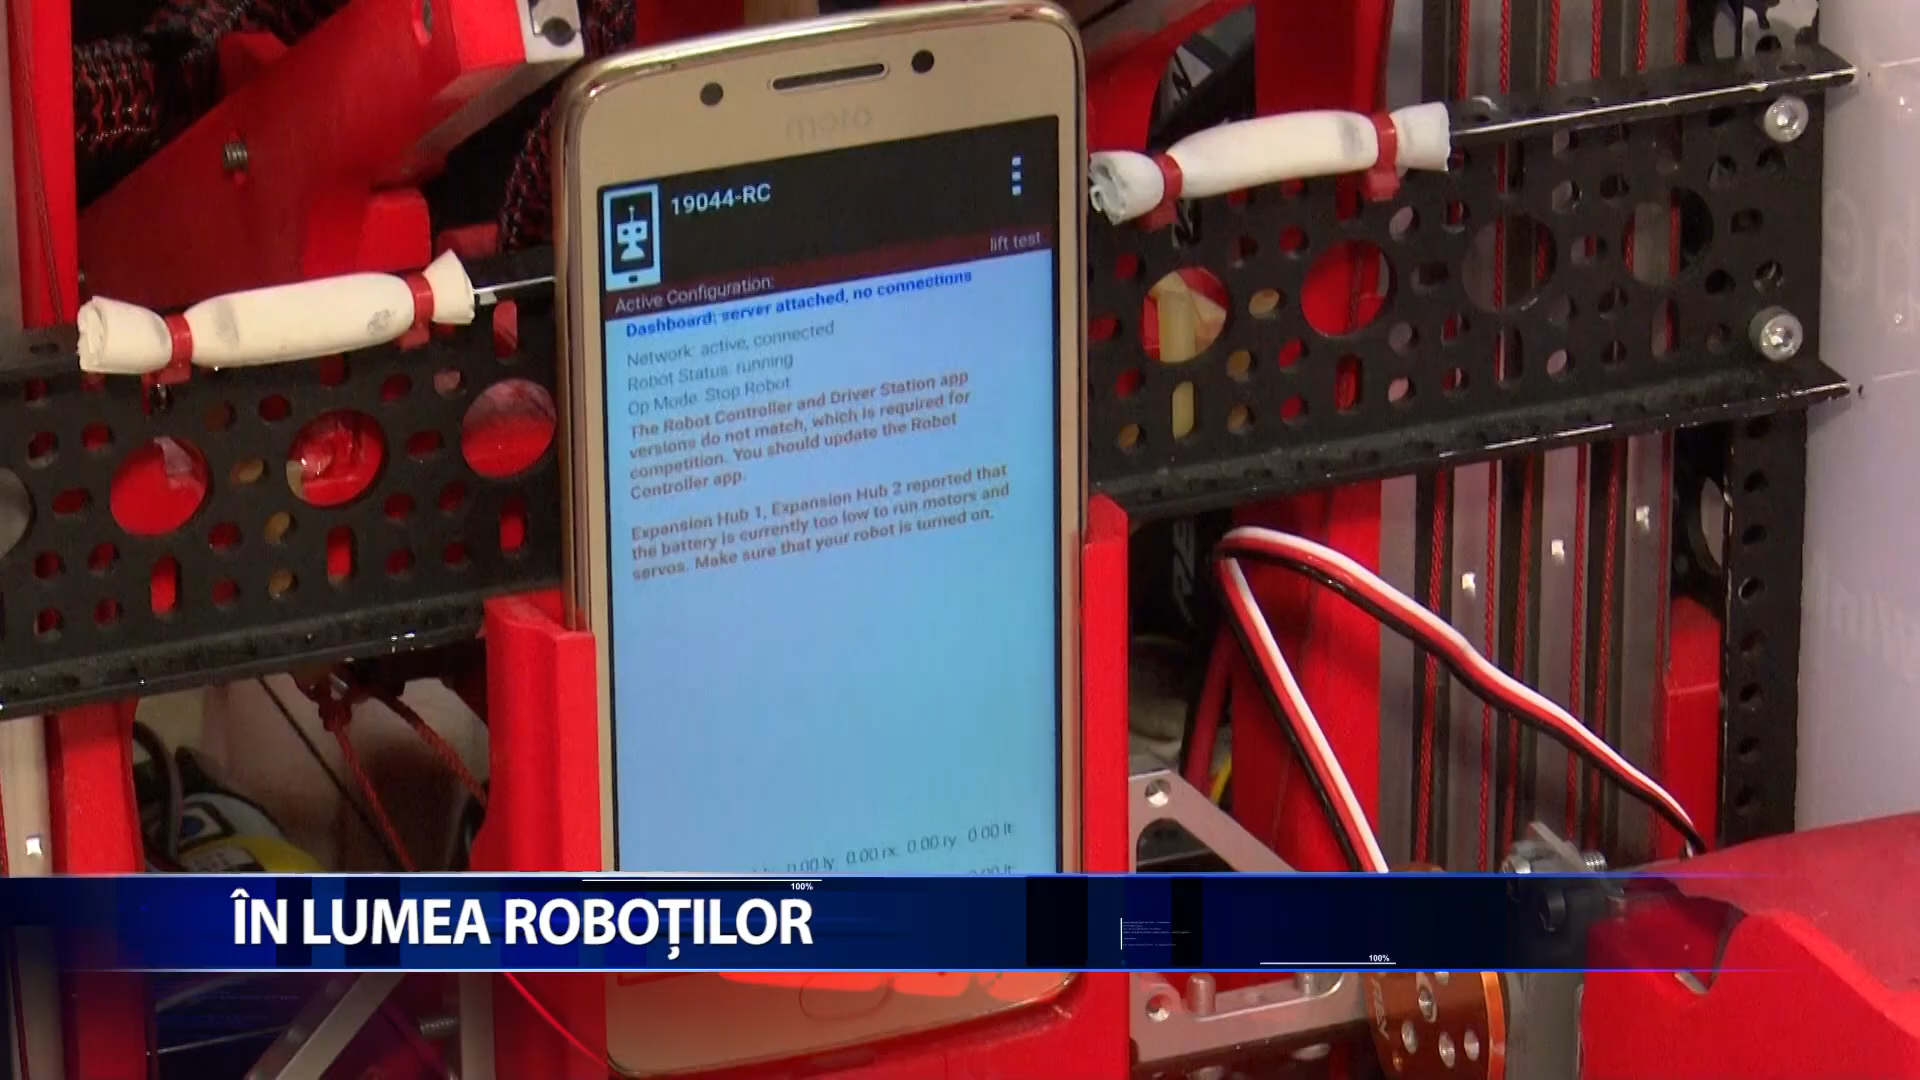 moto
19044-RC
lift test
Active Configuration:
Dashboard: server attached, no connections
Network: active, connected
Robot Status: running
Op Mode: Stop Robot
The Robot Controller and Driver Station app
versions do not match, which is required for
competition. You should update the Robot
Controller app.
Expansion Hub 1, Expansion Hub 2 reported that
the battery is currently too low to run motors and
servos. Make sure that your robot is turned on.
0.00 ly 0.00 rx 0.00 ry 0.00 lt
0.00 lt
100%
ÎN LUMEA ROBOȚILOR
100%
REV